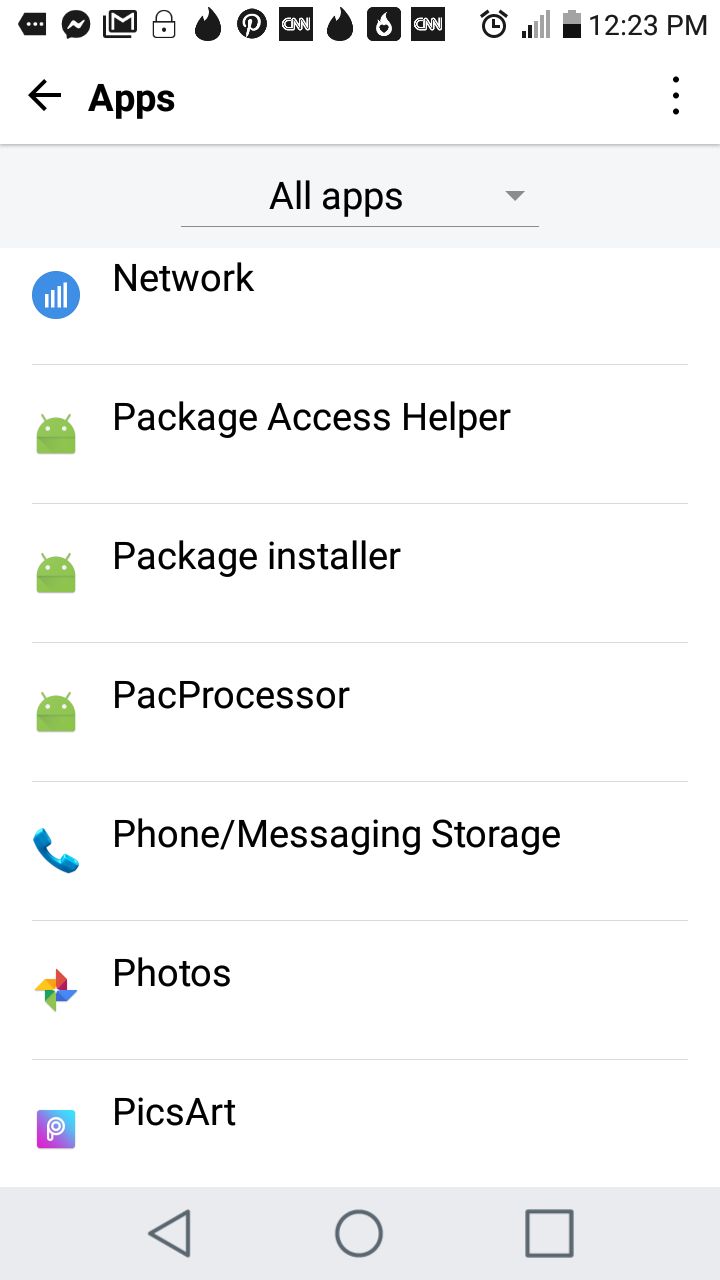 CNN CNN 12:23 PM
Apps
All apps
Network
Package Access Helper
Package installer
PacProcessor
Phone/Messaging Storage
Photos
PicsArt